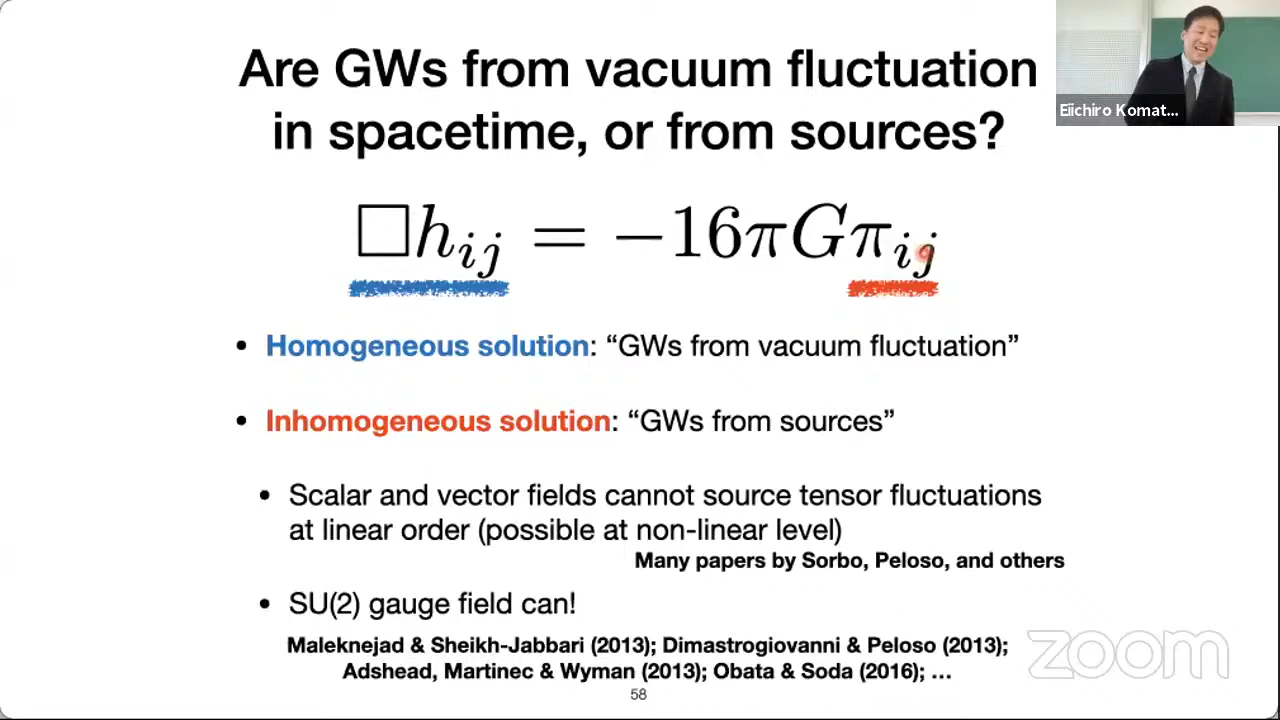 Are GWs from vacuum fluctuation
in spacetime, or from sources?
Eiichiro Komat...
□hij = −16πGπij
• Homogeneous solution: “GWs from vacuum fluctuation”
• Inhomogeneous solution: “GWs from sources”
• Scalar and vector fields cannot source tensor fluctuations
at linear order (possible at non-linear level)
Many papers by Sorbo, Peloso, and others
• SU(2) gauge field can!
Maleknejad & Sheikh-Jabbari (2013); Dimastrogiovanni & Peloso (2013);
Adshead, Martinec & Wyman (2013); Obata & Soda (2016); …
zoom
58